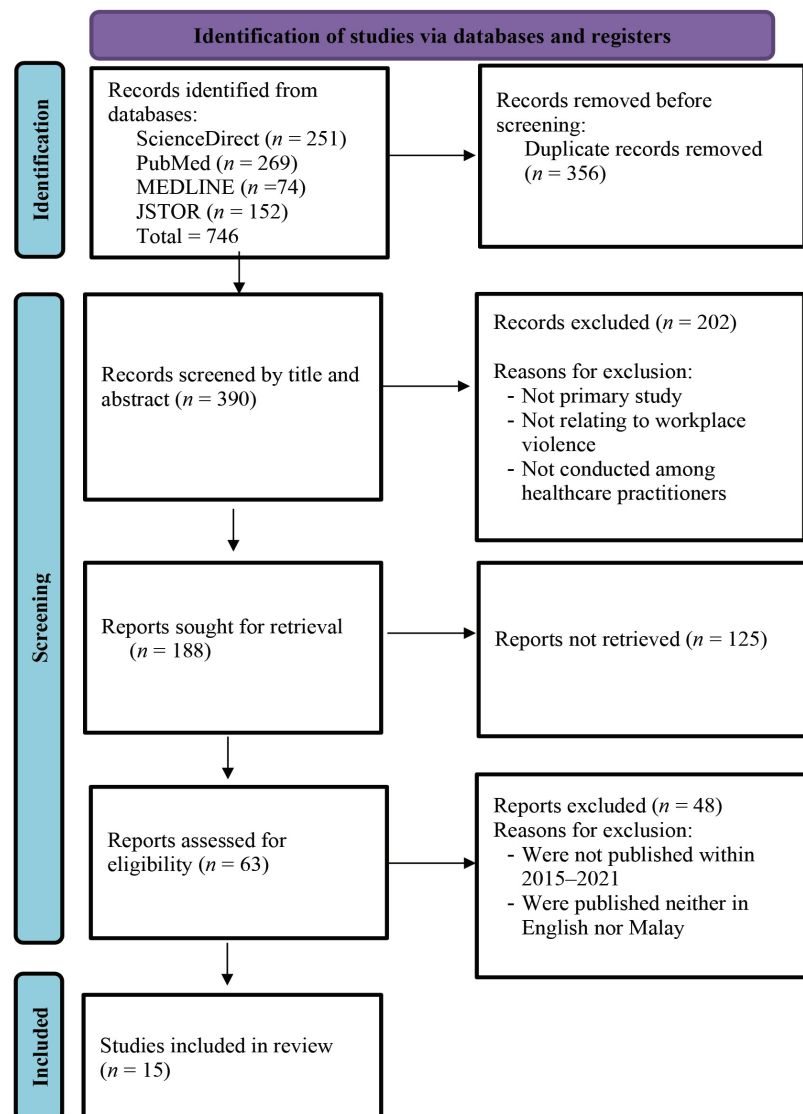 Identification of studies via databases and registers
Identification
Records identified from
databases:
ScienceDirect (n = 251)
PubMed (n = 269)
MEDLINE (n =74)
JSTOR (n = 152)
Total = 746
Records removed before
screening:
Duplicate records removed
(n = 356)
Screening
Records screened by title and
abstract (n = 390)
Records excluded (n = 202)
Reasons for exclusion:
- Not primary study
- Not relating to workplace
violence
- Not conducted among
healthcare practitioners
Reports sought for retrieval
(n = 188)
Reports not retrieved (n = 125)
Reports assessed for
eligibility (n = 63)
Reports excluded (n = 48)
Reasons for exclusion:
- Were not published within
2015–2021
- Were published neither in
English nor Malay
Included
Studies included in review
(n = 15)